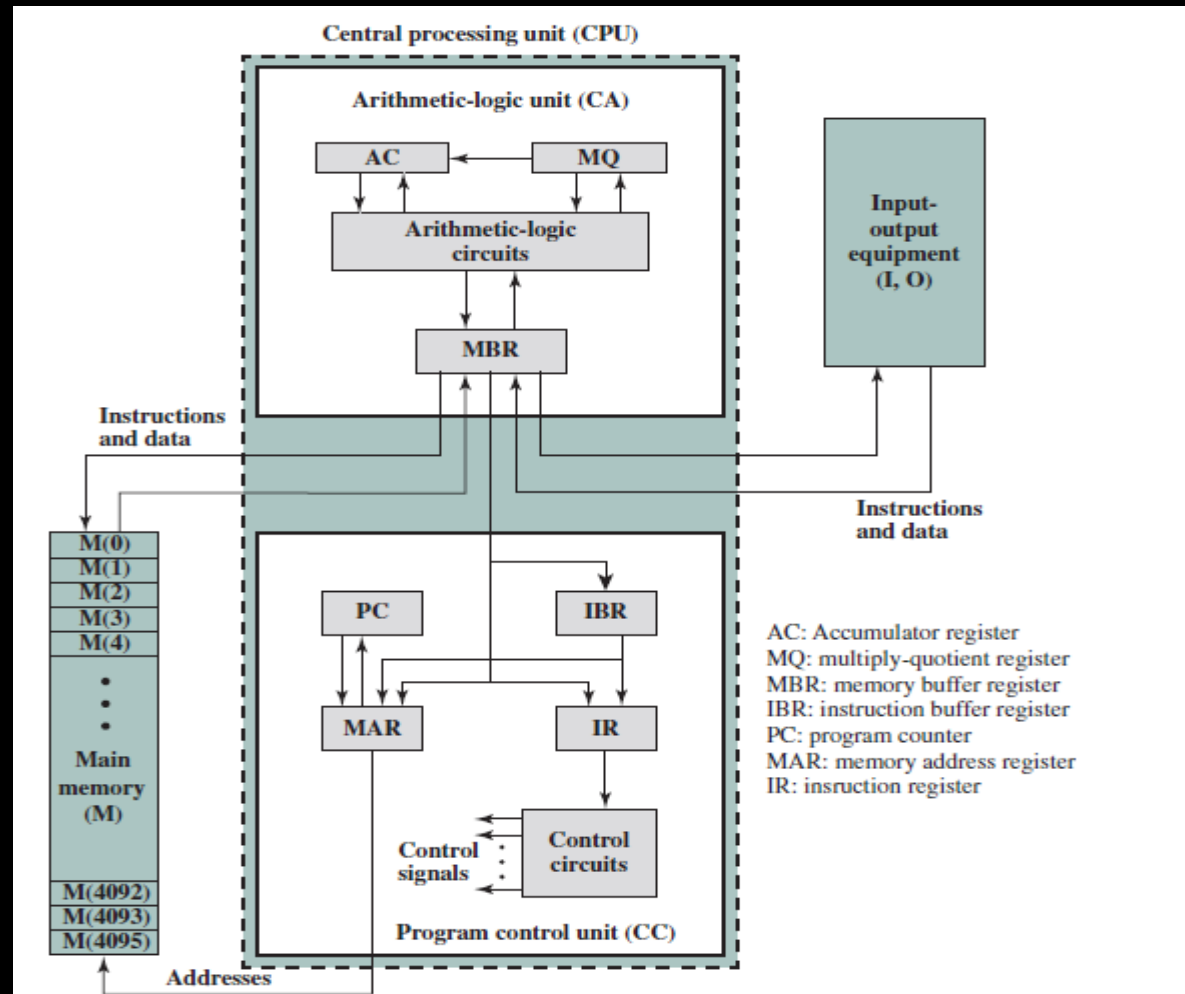 Central processing unit (CPU)
Arithmetic-logic unit (CA)
AC
MQ
Arithmetic-logic
circuits
MBR
Input-
output
equipment
(I, O)
Instructions
and data
Instructions
and data
M(0)
M(1)
M(2)
M(3)
M(4)
Main
memory
(M)
M(4092)
M(4093)
M(4095)
PC
IBR
MAR
IR
Control
signals
Control
circuits
Program control unit (CC)
Addresses
AC: Accumulator register
MQ: multiply-quotient register
MBR: memory buffer register
IBR: instruction buffer register
PC: program counter
MAR: memory address register
IR: insruction register